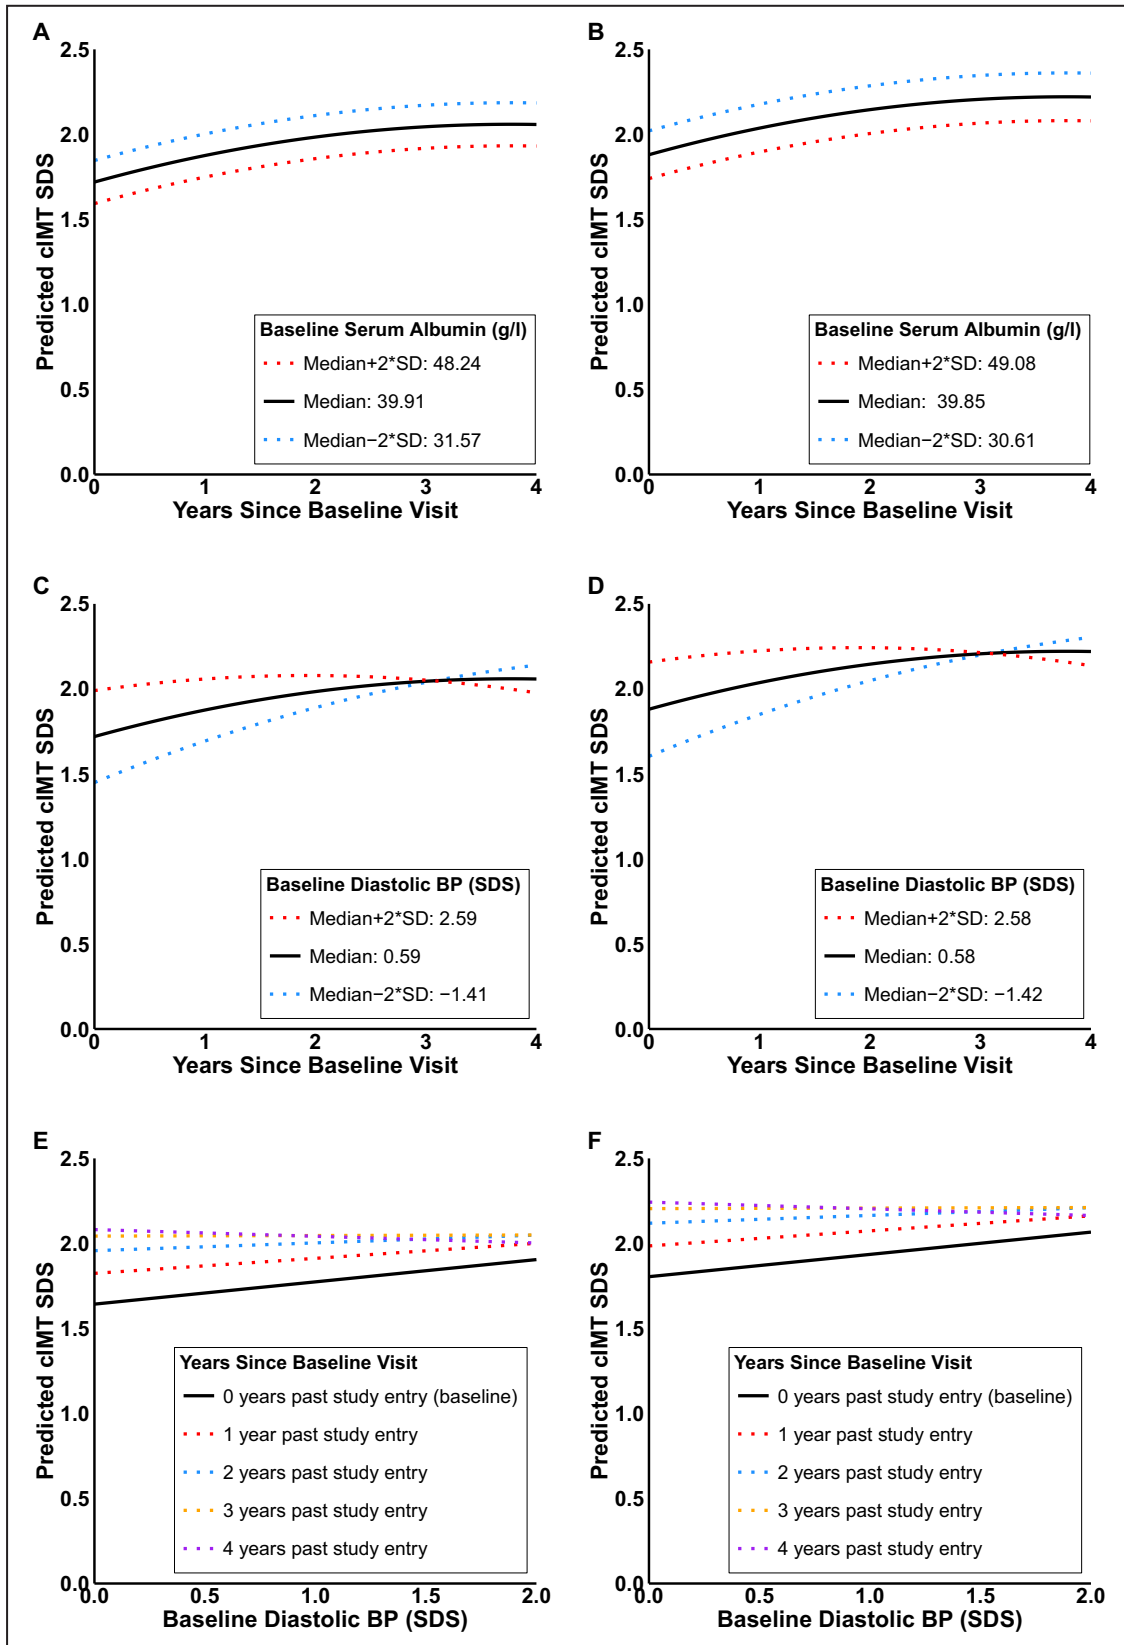 A
Predicted cIMT SDS
2.5
2.0
1.5
1.0
0.5
0.0
Baseline Serum Albumin (g/l)
Median+2*SD: 48.24
Median: 39.91
Median−2*SD: 31.57
0 1 2 3 4
Years Since Baseline Visit
B
Predicted cIMT SDS
2.5
2.0
1.5
1.0
0.5
0.0
Baseline Serum Albumin (g/l)
Median+2*SD: 49.08
Median: 39.85
Median−2*SD: 30.61
0 1 2 3 4
Years Since Baseline Visit
C
Predicted cIMT SDS
2.5
2.0
1.5
1.0
0.5
0.0
Baseline Diastolic BP (SDS)
Median+2*SD: 2.59
Median: 0.59
Median−2*SD: −1.41
0 1 2 3 4
Years Since Baseline Visit
D
Predicted cIMT SDS
2.5
2.0
1.5
1.0
0.5
0.0
Baseline Diastolic BP (SDS)
Median+2*SD: 2.58
Median: 0.58
Median−2*SD: −1.42
0 1 2 3 4
Years Since Baseline Visit
E
Predicted cIMT SDS
2.5
2.0
1.5
1.0
0.5
0.0
Years Since Baseline Visit
0 years past study entry (baseline)
1 year past study entry
2 years past study entry
3 years past study entry
4 years past study entry
0.0 0.5 1.0 1.5 2.0
Baseline Diastolic BP (SDS)
F
Predicted cIMT SDS
2.5
2.0
1.5
1.0
0.5
0.0
Years Since Baseline Visit
0 years past study entry (baseline)
1 year past study entry
2 years past study entry
3 years past study entry
4 years past study entry
0.0 0.5 1.0 1.5 2.0
Baseline Diastolic BP (SDS)